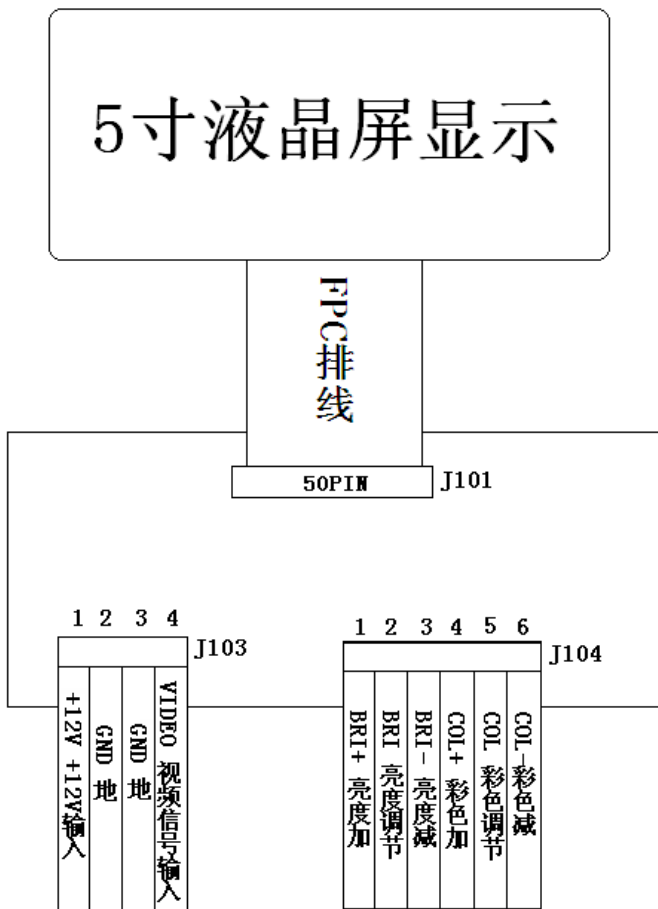 5寸液晶屏显示
FPC排线
50PIN
J101
1 2 3 4
J103
+12V +12V输入
GND 地
GND 地
VIDEO 视频信号输入
1 2 3 4 5 6
J104
BRI+ 亮度加
BRI 亮度调节
BRI- 亮度减
COL+ 彩色加
COL 彩色调节
COL-彩色减